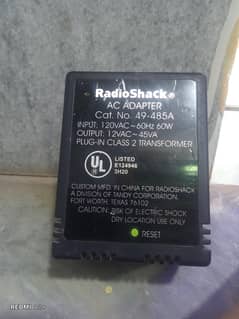 RadioShack®
AC ADAPTER
Cat. No. 49-485A
INPUT: 120VAC~60Hz 60W
OUTPUT: 12VAC~45VA
PLUG-IN CLASS 2 TRANSFORMER
UL
LISTED
E124946
3H20
CUSTOM MFD. IN CHINA FOR RADIOSHACK
A DIVISION OF TANDY CORPORATION.
FORT WORTH, TEXAS 76102
CAUTION: RISK OF ELECTRIC SHOCK
DRY LOCATION USE ONLY
RESET